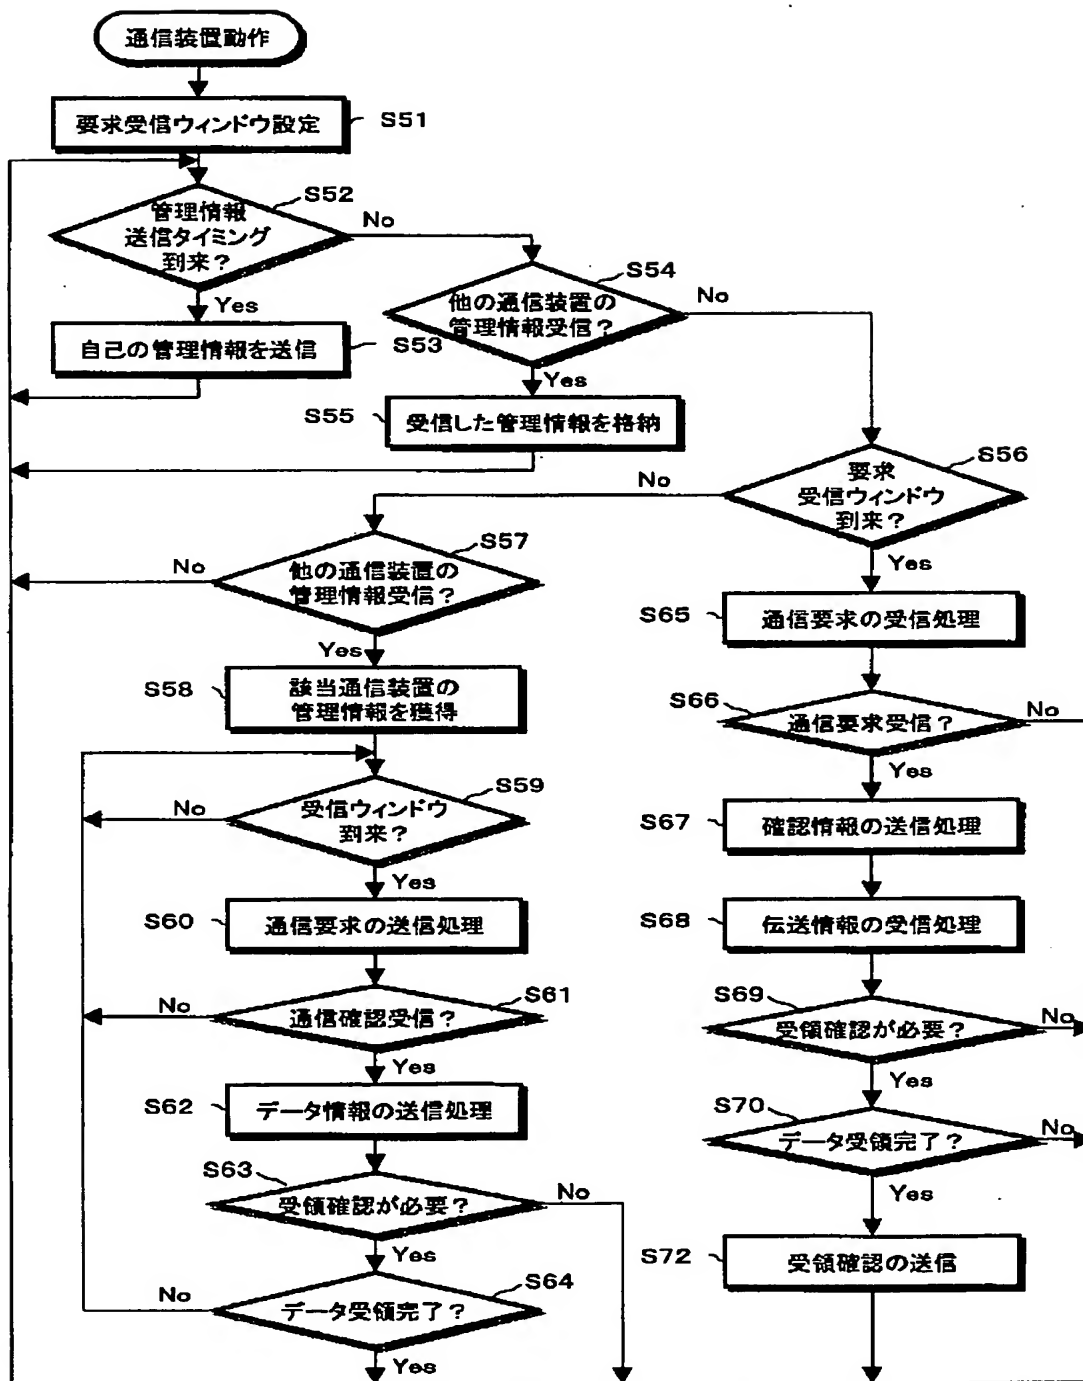 通信装置動作
要求受信ウィンドウ設定
S51
S52
管理情報
送信タイミング
到来?
No
Yes
自己の管理情報を送信
S53
S54
他の通信装置の
管理情報受信?
No
Yes
S55
受信した管理情報を格納
S56
要求
受信ウィンドウ
到来?
No
Yes
S57
他の通信装置の
管理情報受信?
No
Yes
S58
該当通信装置の
管理情報を獲得
S59
受信ウィンドウ
到来?
No
Yes
S60
通信要求の送信処理
S61
通信確認受信?
No
Yes
S62
データ情報の送信処理
S63
受領確認が必要?
No
Yes
S64
データ受領完了?
No
Yes
S65
通信要求の受信処理
S66
通信要求受信?
No
Yes
S67
確認情報の送信処理
S68
伝送情報の受信処理
S69
受領確認が必要?
No
Yes
S70
データ受領完了?
No
Yes
S72
受領確認の送信